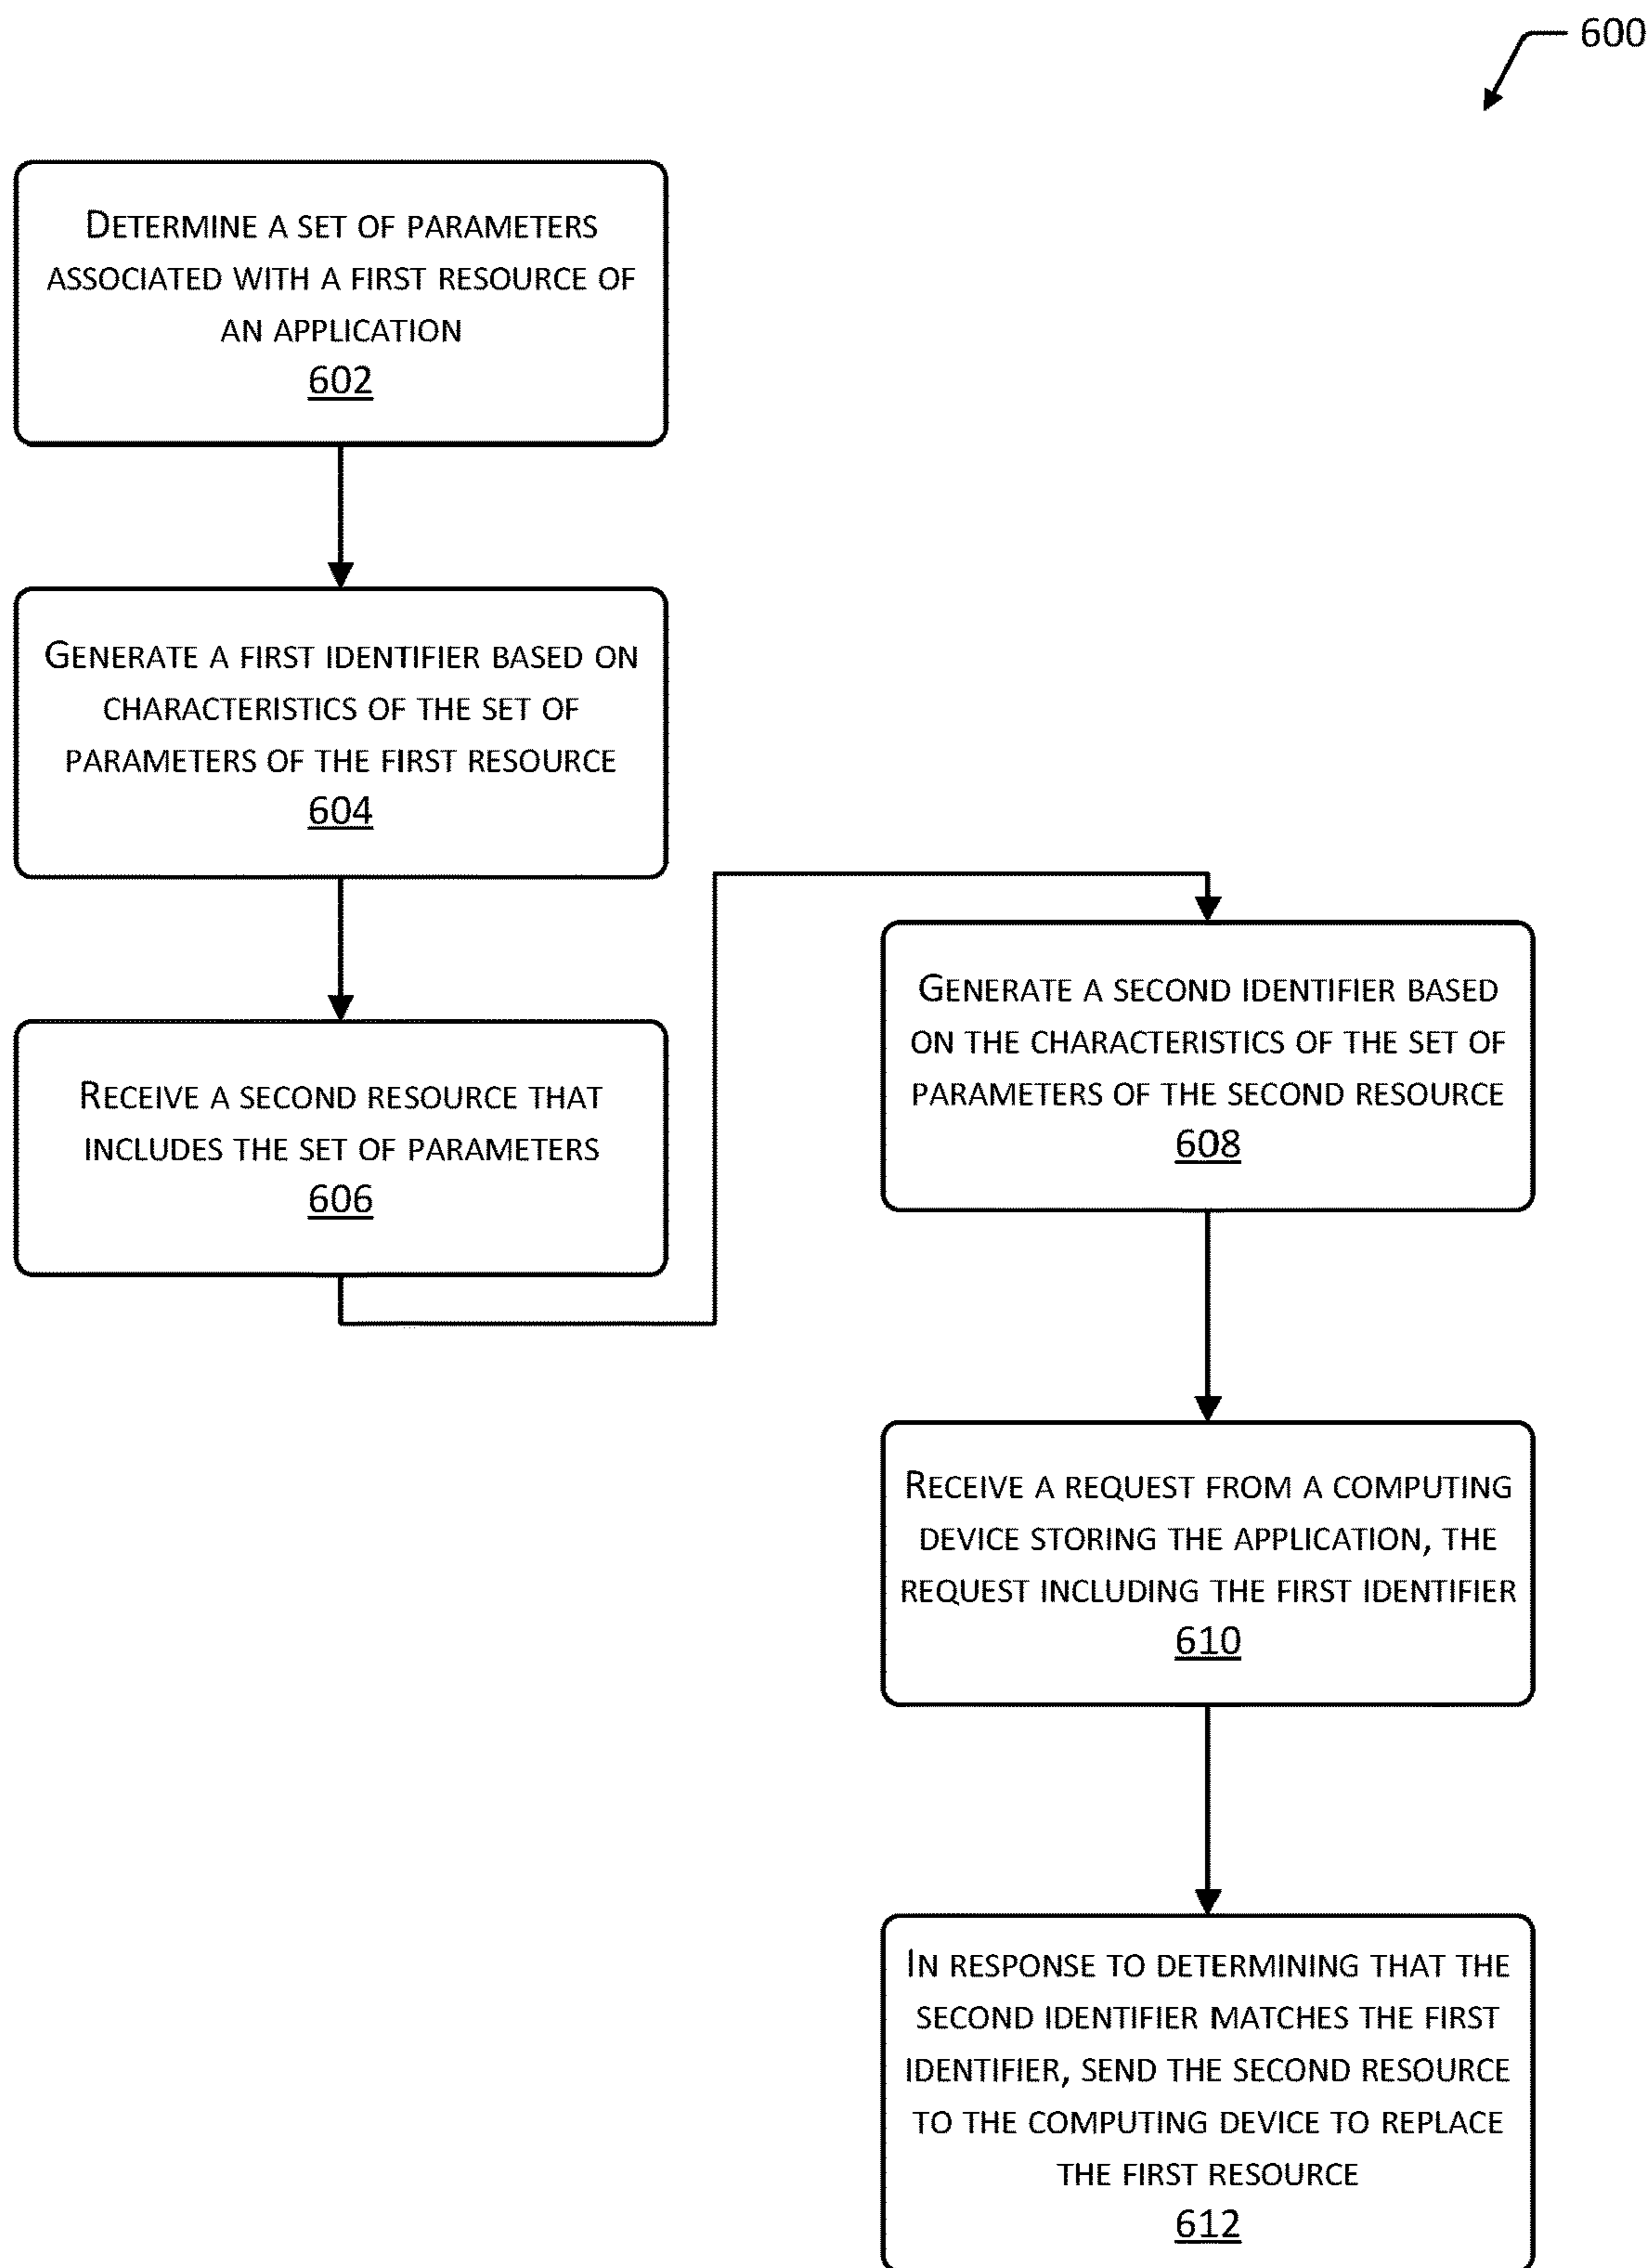 600
DETERMINE A SET OF PARAMETERS
ASSOCIATED WITH A FIRST RESOURCE OF
AN APPLICATION
602
GENERATE A FIRST IDENTIFIER BASED ON
CHARACTERISTICS OF THE SET OF
PARAMETERS OF THE FIRST RESOURCE
604
RECEIVE A SECOND RESOURCE THAT
INCLUDES THE SET OF PARAMETERS
606
GENERATE A SECOND IDENTIFIER BASED
ON THE CHARACTERISTICS OF THE SET OF
PARAMETERS OF THE SECOND RESOURCE
608
RECEIVE A REQUEST FROM A COMPUTING
DEVICE STORING THE APPLICATION, THE
REQUEST INCLUDING THE FIRST IDENTIFIER
610
IN RESPONSE TO DETERMINING THAT THE
SECOND IDENTIFIER MATCHES THE FIRST
IDENTIFIER, SEND THE SECOND RESOURCE
TO THE COMPUTING DEVICE TO REPLACE
THE FIRST RESOURCE
612